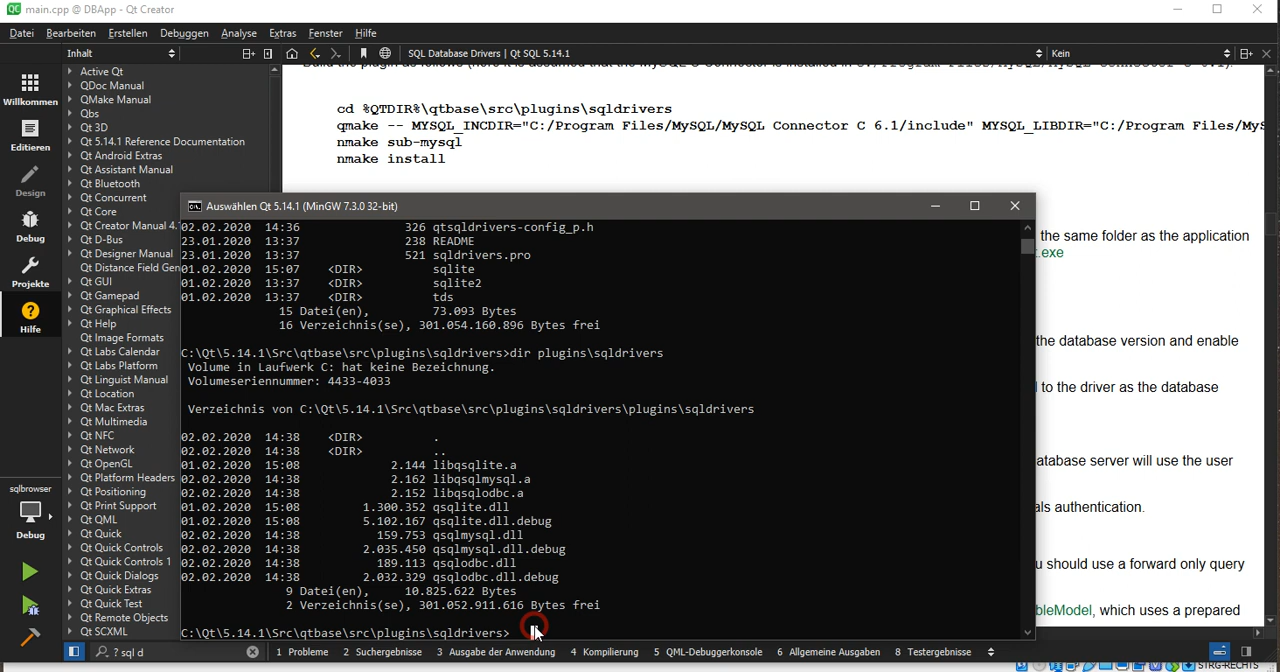 main.cpp @ DBApp - Qt Creator
Datei Bearbeiten Erstellen Debuggen Analyse Extras Fenster Hilfe
Inhalt
SQL Database Drivers | Qt SQL 5.14.1
Kein
Willkommen
Editieren
Design
Debug
Projekte
Hilfe
sqlbrowser
Debug
Active Qt
QDoc Manual
QMake Manual
Qbs
Qt 3D
Qt 5.14.1 Reference Documentation
Qt Android Extras
Qt Assistant Manual
Qt Bluetooth
Qt Concurrent
Qt Core
Qt Creator Manual 4.
Qt D-Bus
Qt Designer Manual
Qt Distance Field Gen
Qt GUI
Qt Gamepad
Qt Graphical Effects
Qt Help
Qt Image Formats
Qt Labs Calendar
Qt Labs Platform
Qt Linguist Manual
Qt Location
Qt Mac Extras
Qt Multimedia
Qt NFC
Qt Network
Qt OpenGL
Qt Platform Headers
Qt Positioning
Qt Print Support
Qt QML
Qt Quick
Qt Quick Controls
Qt Quick Controls 1
Qt Quick Dialogs
Qt Quick Extras
Qt Quick Test
Qt Remote Objects
Qt SCXML
cd %QTDIR%\qtbase\src\plugins\sqldrivers
qmake -- MYSQL_INCDIR="C:/Program Files/MySQL/MySQL Connector C 6.1/include" MYSQL_LIBDIR="C:/Program Files/MyS
nmake sub-mysql
nmake install
the same folder as the application
t.exe
the database version and enable
to the driver as the database
atabase server will use the user
als authentication.
u should use a forward only query
bleModel, which uses a prepared
Auswählen Qt 5.14.1 (MinGW 7.3.0 32-bit)
02.02.2020 14:36 326 qtsqldrivers-config_p.h
23.01.2020 13:37 238 README
23.01.2020 13:37 521 sqldrivers.pro
01.02.2020 15:07 <DIR> sqlite
01.02.2020 13:37 <DIR> sqlite2
01.02.2020 13:37 <DIR> tds
15 Datei(en), 73.093 Bytes
16 Verzeichnis(se), 301.054.160.896 Bytes frei
C:\Qt\5.14.1\Src\qtbase\src\plugins\sqldrivers>dir plugins\sqldrivers
Volume in Laufwerk C: hat keine Bezeichnung.
Volumeseriennummer: 4433-4033
Verzeichnis von C:\Qt\5.14.1\Src\qtbase\src\plugins\sqldrivers\plugins\sqldrivers
02.02.2020 14:38 <DIR> .
02.02.2020 14:38 <DIR> ..
01.02.2020 15:08 2.144 libqsqlite.a
02.02.2020 14:38 2.162 libqsqlmysql.a
02.02.2020 14:38 2.152 libqsqlodbc.a
01.02.2020 15:08 1.300.352 qsqlite.dll
01.02.2020 15:08 5.102.167 qsqlite.dll.debug
02.02.2020 14:38 159.753 qsqlmysql.dll
02.02.2020 14:38 2.035.450 qsqlmysql.dll.debug
02.02.2020 14:38 189.113 qsqlodbc.dll
02.02.2020 14:38 2.032.329 qsqlodbc.dll.debug
9 Datei(en), 10.825.622 Bytes
2 Verzeichnis(se), 301.052.911.616 Bytes frei
C:\Qt\5.14.1\Src\qtbase\src\plugins\sqldrivers>
? sql d
1 Probleme 2 Suchergebnisse 3 Ausgabe der Anwendung 4 Kompilierung 5 QML-Debuggerkonsole 6 Allgemeine Ausgaben 8 Testergebnisse
STRG-RECHTS